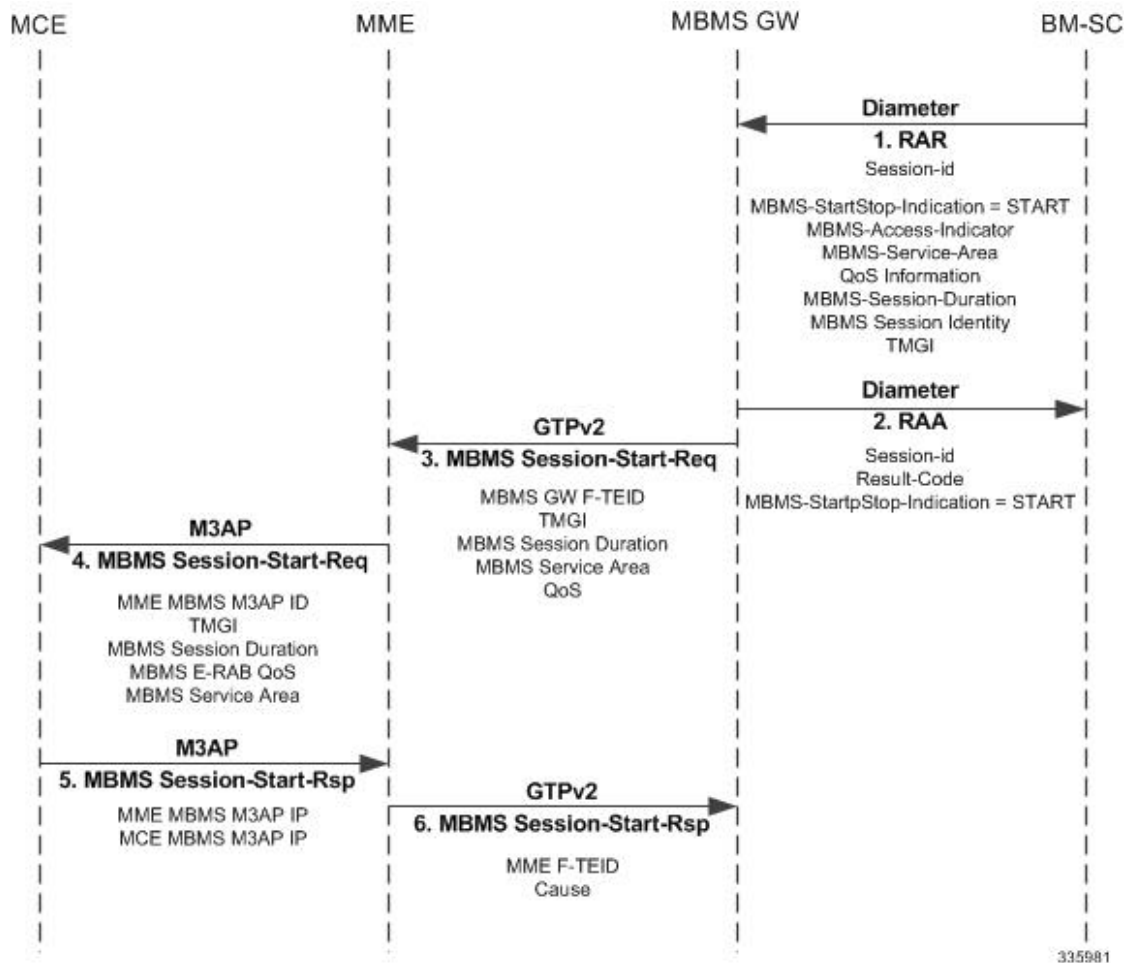 MCE
MME
MBMS GW
BM-SC
Diameter
1. RAR
Session-id
MBMS-StartStop-Indication = START
MBMS-Access-Indicator
MBMS-Service-Area
QoS Information
MBMS-Session-Duration
MBMS Session Identity
TMGI
Diameter
2. RAA
Session-id
Result-Code
MBMS-StartpStop-Indication = START
GTPv2
3. MBMS Session-Start-Req
MBMS GW F-TEID
TMGI
MBMS Session Duration
MBMS Service Area
QoS
M3AP
4. MBMS Session-Start-Req
MME MBMS M3AP ID
TMGI
MBMS Session Duration
MBMS E-RAB QoS
MBMS Service Area
M3AP
5. MBMS Session-Start-Rsp
MME MBMS M3AP IP
MCE MBMS M3AP IP
GTPv2
6. MBMS Session-Start-Rsp
MME F-TEID
Cause
335981